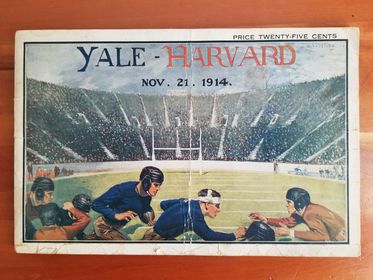 PRICE TWENTY-FIVE CENTS
YALE - HARVARD
NOV. 21. 1914.